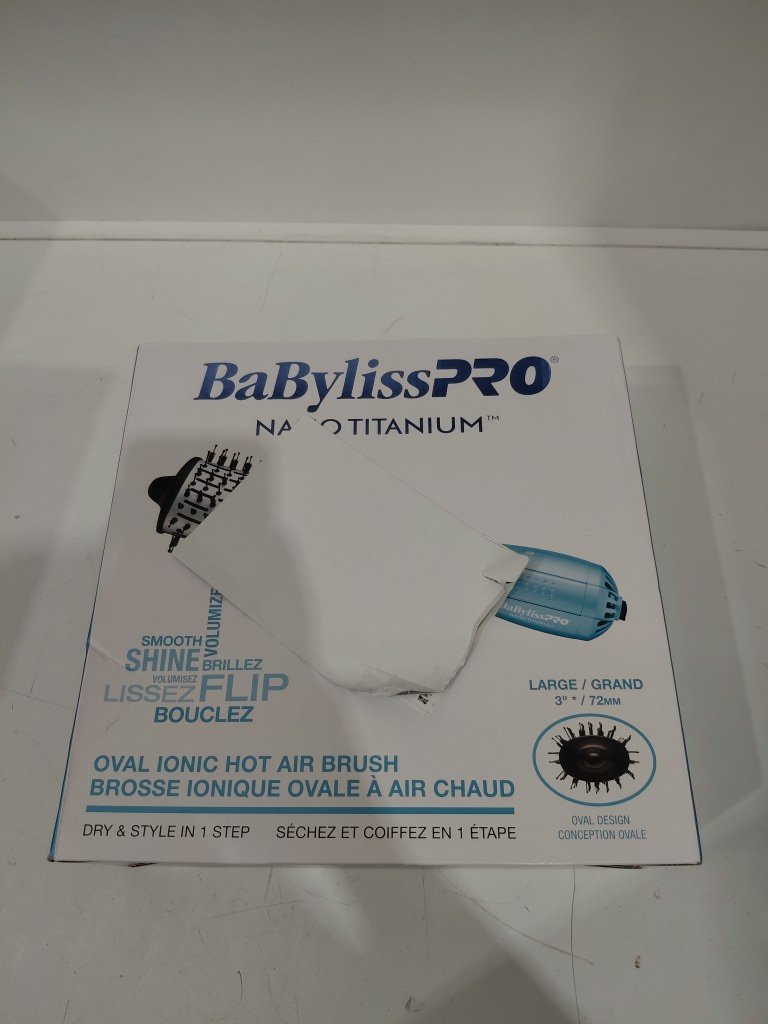 BaBylissPRO®
TITANIUM™
VOLUMIZE
SMOOTH
SHINE BRILLEZ
VOLUMISEZ
LISSEZ FLIP
BOUCLEZ
BaBylissPRO
LARGE / GRAND
3" * / 72MM
OVAL IONIC HOT AIR BRUSH
BROSSE IONIQUE OVALE À AIR CHAUD
DRY & STYLE IN 1 STEP SÉCHEZ ET COIFFEZ EN 1 ÉTAPE
OVAL DESIGN
CONCEPTION OVALE